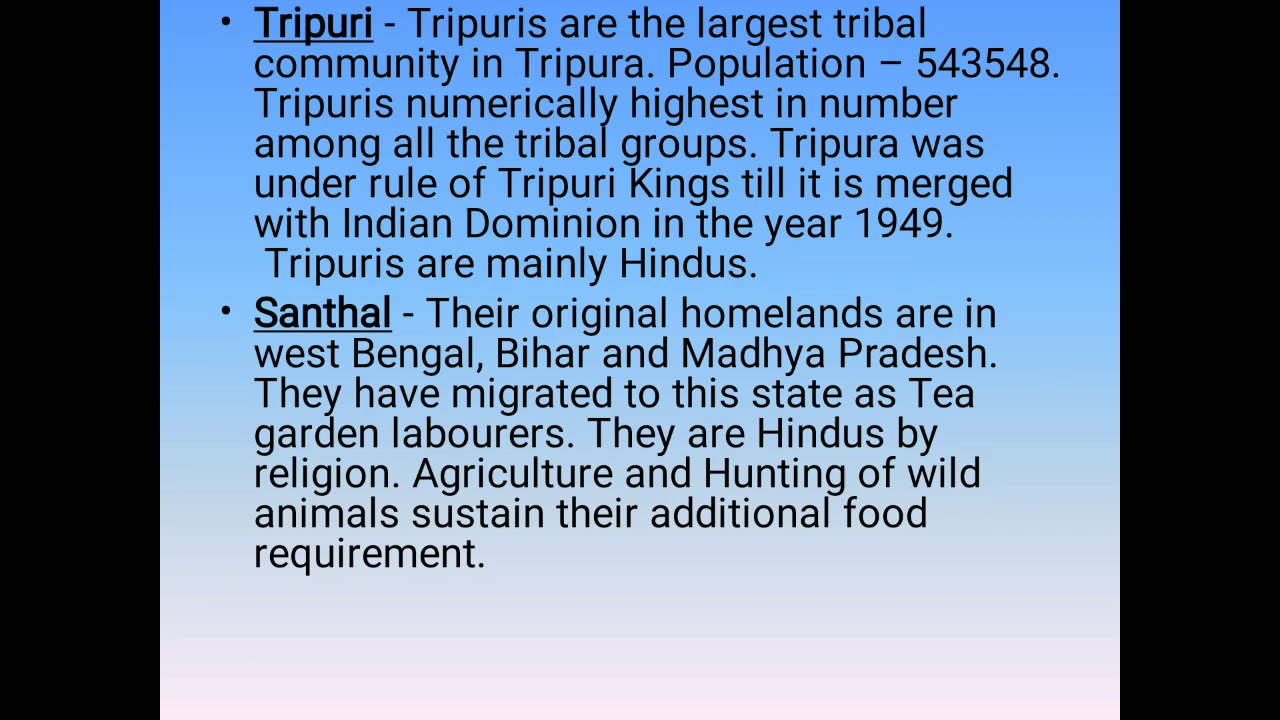 • Tripuri - Tripuris are the largest tribal
community in Tripura. Population – 543548.
Tripuris numerically highest in number
among all the tribal groups. Tripura was
under rule of Tripuri Kings till it is merged
with Indian Dominion in the year 1949.
Tripuris are mainly Hindus.
• Santhal - Their original homelands are in
west Bengal, Bihar and Madhya Pradesh.
They have migrated to this state as Tea
garden labourers. They are Hindus by
religion. Agriculture and Hunting of wild
animals sustain their additional food
requirement.